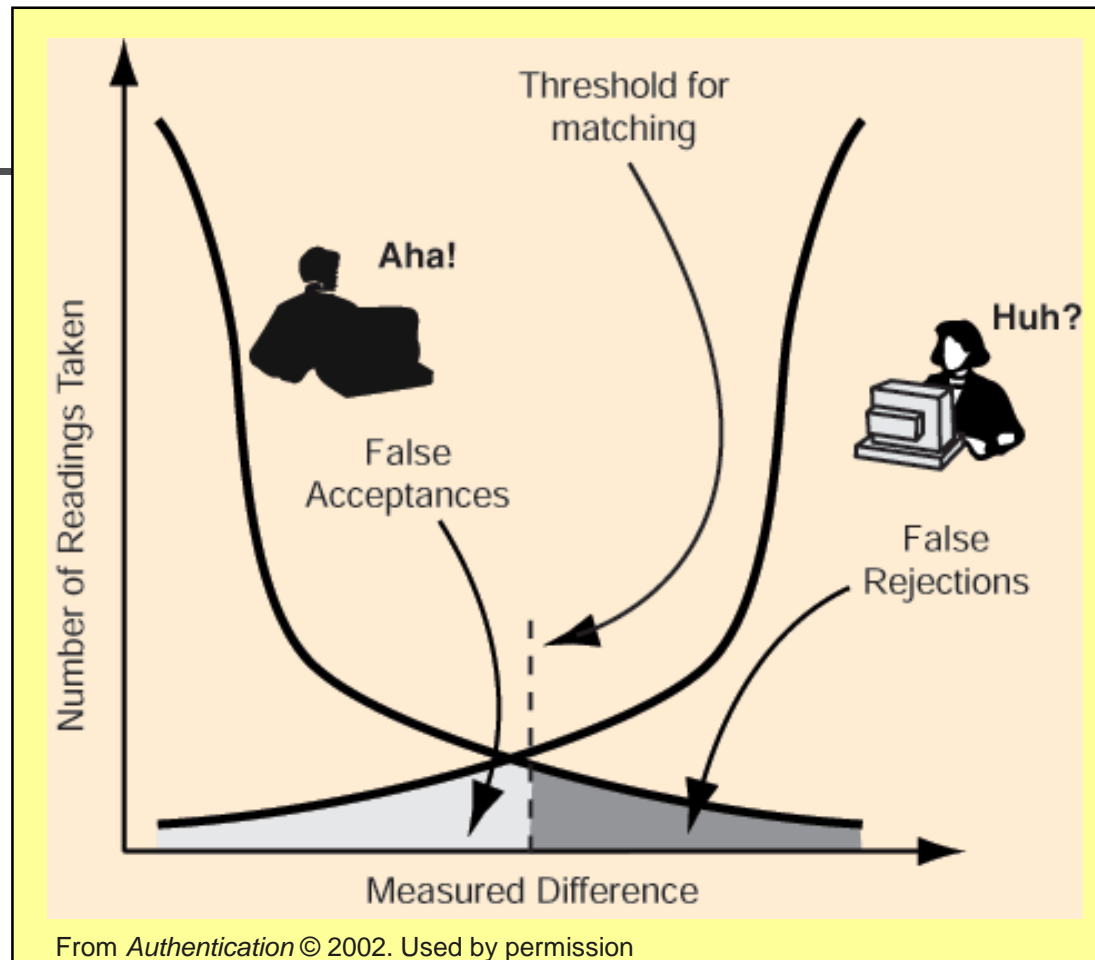 Threshold for
matching
Aha!
Huh?
False
Acceptances
False
Rejections
Number of Readings Taken
Measured Difference
From Authentication © 2002. Used by permission